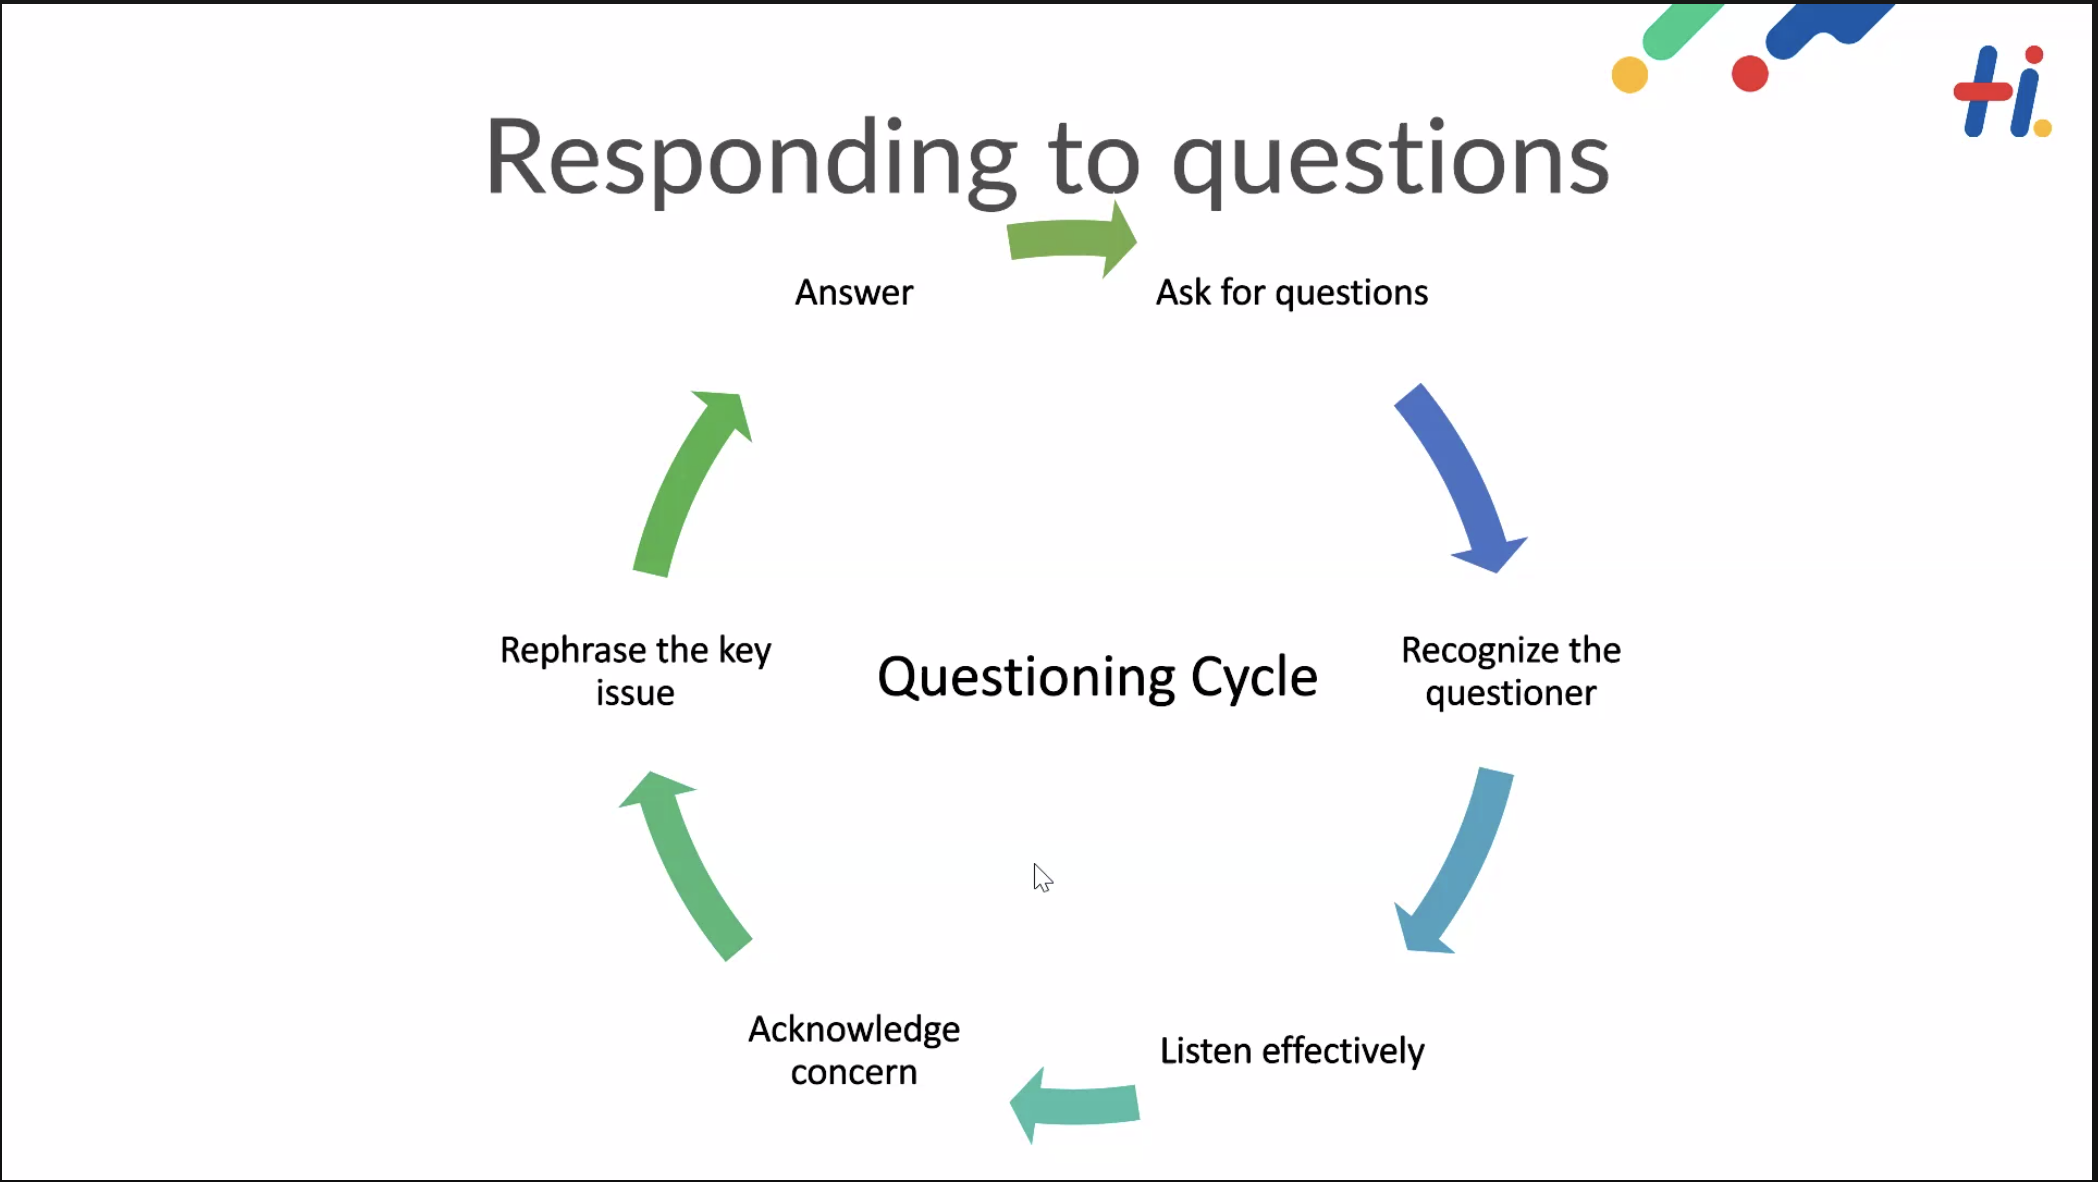 Responding to questions
Answer
Ask for questions
Rephrase the key
issue
Questioning Cycle
Recognize the
questioner
Acknowledge
concern
Listen effectively
Hi.